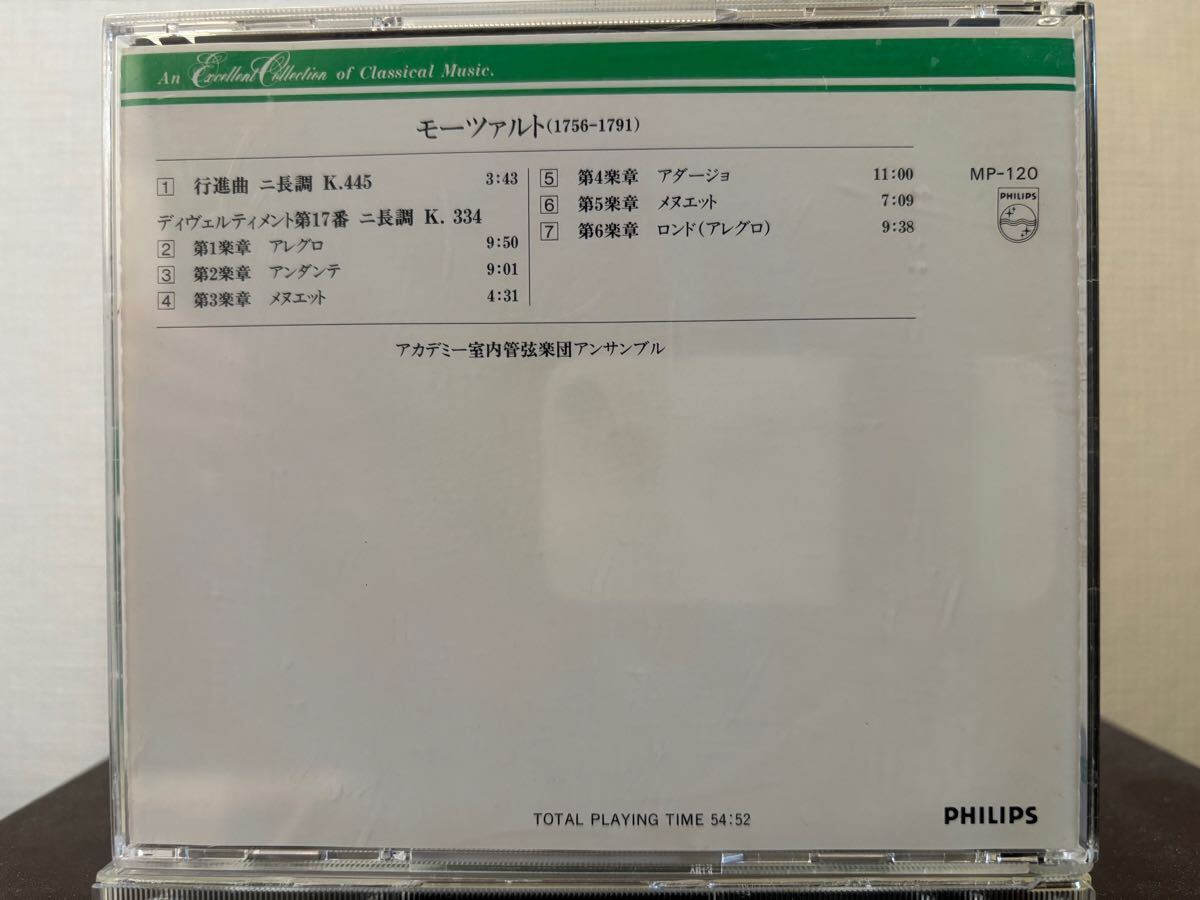 An Excellent Collection of Classical Music.
モーツァルト(1756-1791)
1 行進曲 ニ長調 K.445 3:43
ディヴェルティメント第17番 ニ長調 K. 334
2 第1楽章 アレグロ 9:50
3 第2楽章 アンダンテ 9:01
4 第3楽章 メヌエット 4:31
5 第4楽章 アダージョ 11:00
6 第5楽章 メヌエット 7:09
7 第6楽章 ロンド(アレグロ) 9:38
MP-120
PHILIPS
アカデミー室内管弦楽団アンサンブル
TOTAL PLAYING TIME 54:52
PHILIPS